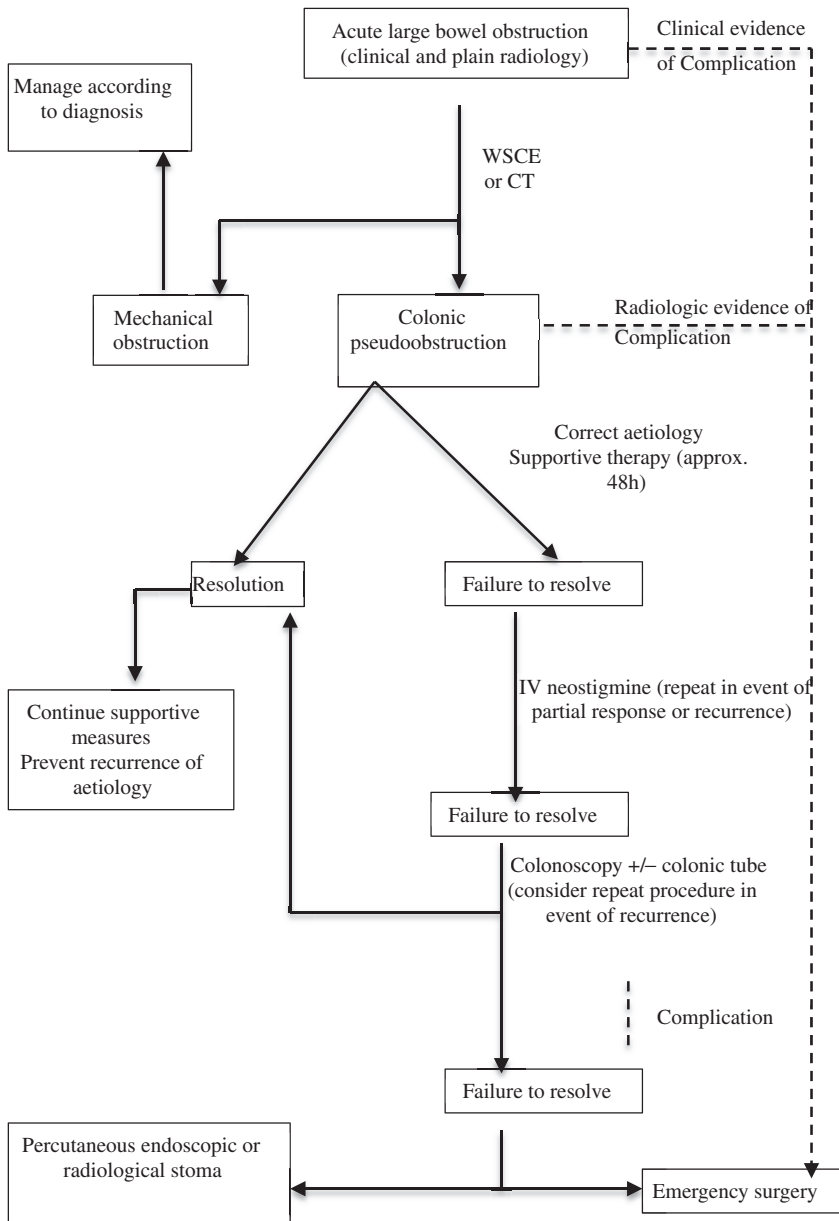 Acute large bowel obstruction
(clinical and plain radiology)
Clinical evidence
of Complication
Manage according
to diagnosis
WSCE
or CT
Mechanical
obstruction
Colonic
pseudoobstruction
Radiologic evidence of
Complication
Correct aetiology
Supportive therapy (approx.
48h)
Resolution
Failure to resolve
Continue supportive
measures
Prevent recurrence of
aetiology
IV neostigmine (repeat in event of
partial response or recurrence)
Failure to resolve
Colonoscopy +/− colonic tube
(consider repeat procedure in
event of recurrence)
Complication
Failure to resolve
Percutaneous endoscopic or
radiological stoma
Emergency surgery